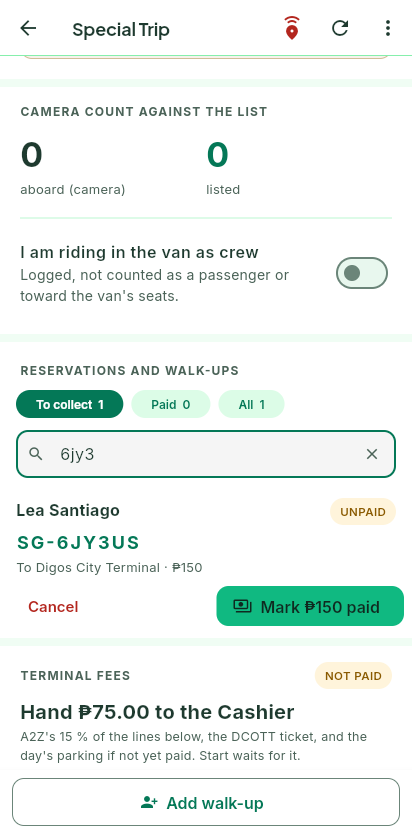 Special Trip
CAMERA COUNT AGAINST THE LIST
0 0
aboard (camera) listed
I am riding in the van as crew
Logged, not counted as a passenger or
toward the van's seats.
RESERVATIONS AND WALK-UPS
To collect 1 Paid 0 All 1
6jy3
Lea Santiago UNPAID
SG-6JY3US
To Digos City Terminal · ₱150
Cancel Mark ₱150 paid
TERMINAL FEES NOT PAID
Hand ₱75.00 to the Cashier
A2Z's 15 % of the lines below, the DCOTT ticket, and the
day's parking if not yet paid. Start waits for it.
Add walk-up